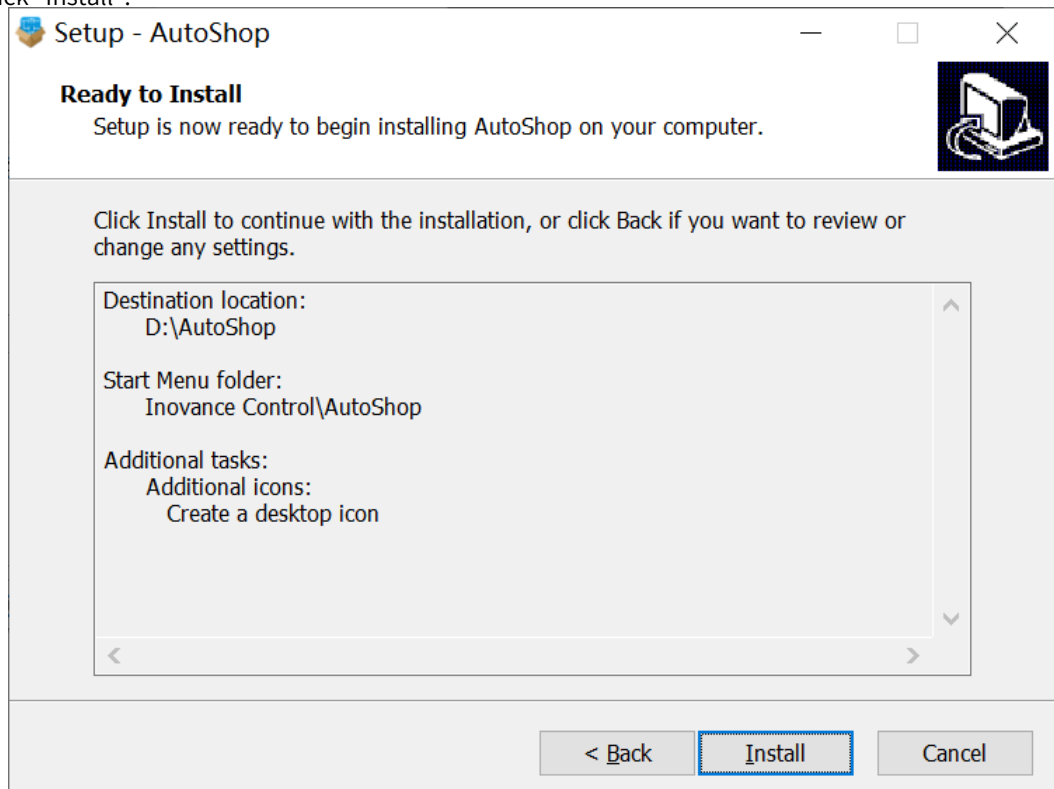 "Install".
Setup - AutoShop
Ready to Install
Setup is now ready to begin installing AutoShop on your computer.
Click Install to continue with the installation, or click Back if you want to review or
change any settings.
Destination location:
D:\AutoShop
Start Menu folder:
Inovance Control\AutoShop
Additional tasks:
Additional icons:
Create a desktop icon
< Back
Install
Cancel